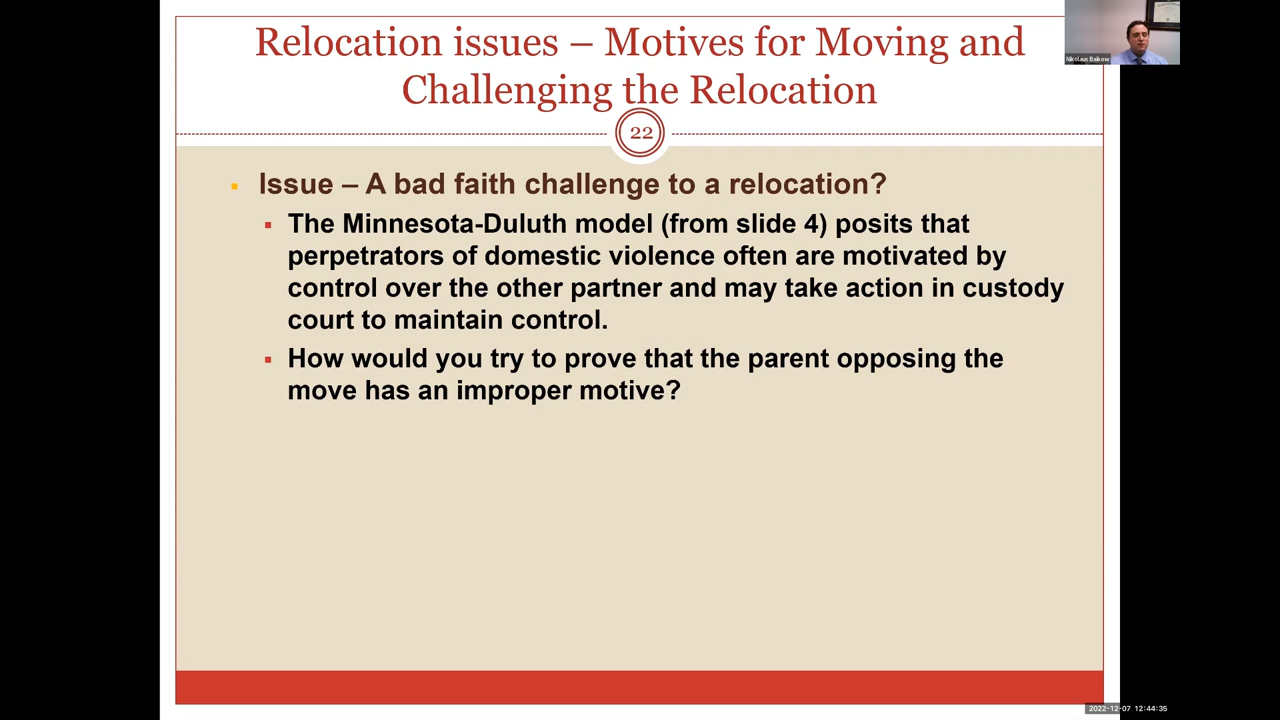 Relocation issues – Motives for Moving and
Challenging the Relocation
Nikolaus Baikow
22
Issue – A bad faith challenge to a relocation?
The Minnesota-Duluth model (from slide 4) posits that
perpetrators of domestic violence often are motivated by
control over the other partner and may take action in custody
court to maintain control.
How would you try to prove that the parent opposing the
move has an improper motive?
2022-12-07 12:44:35